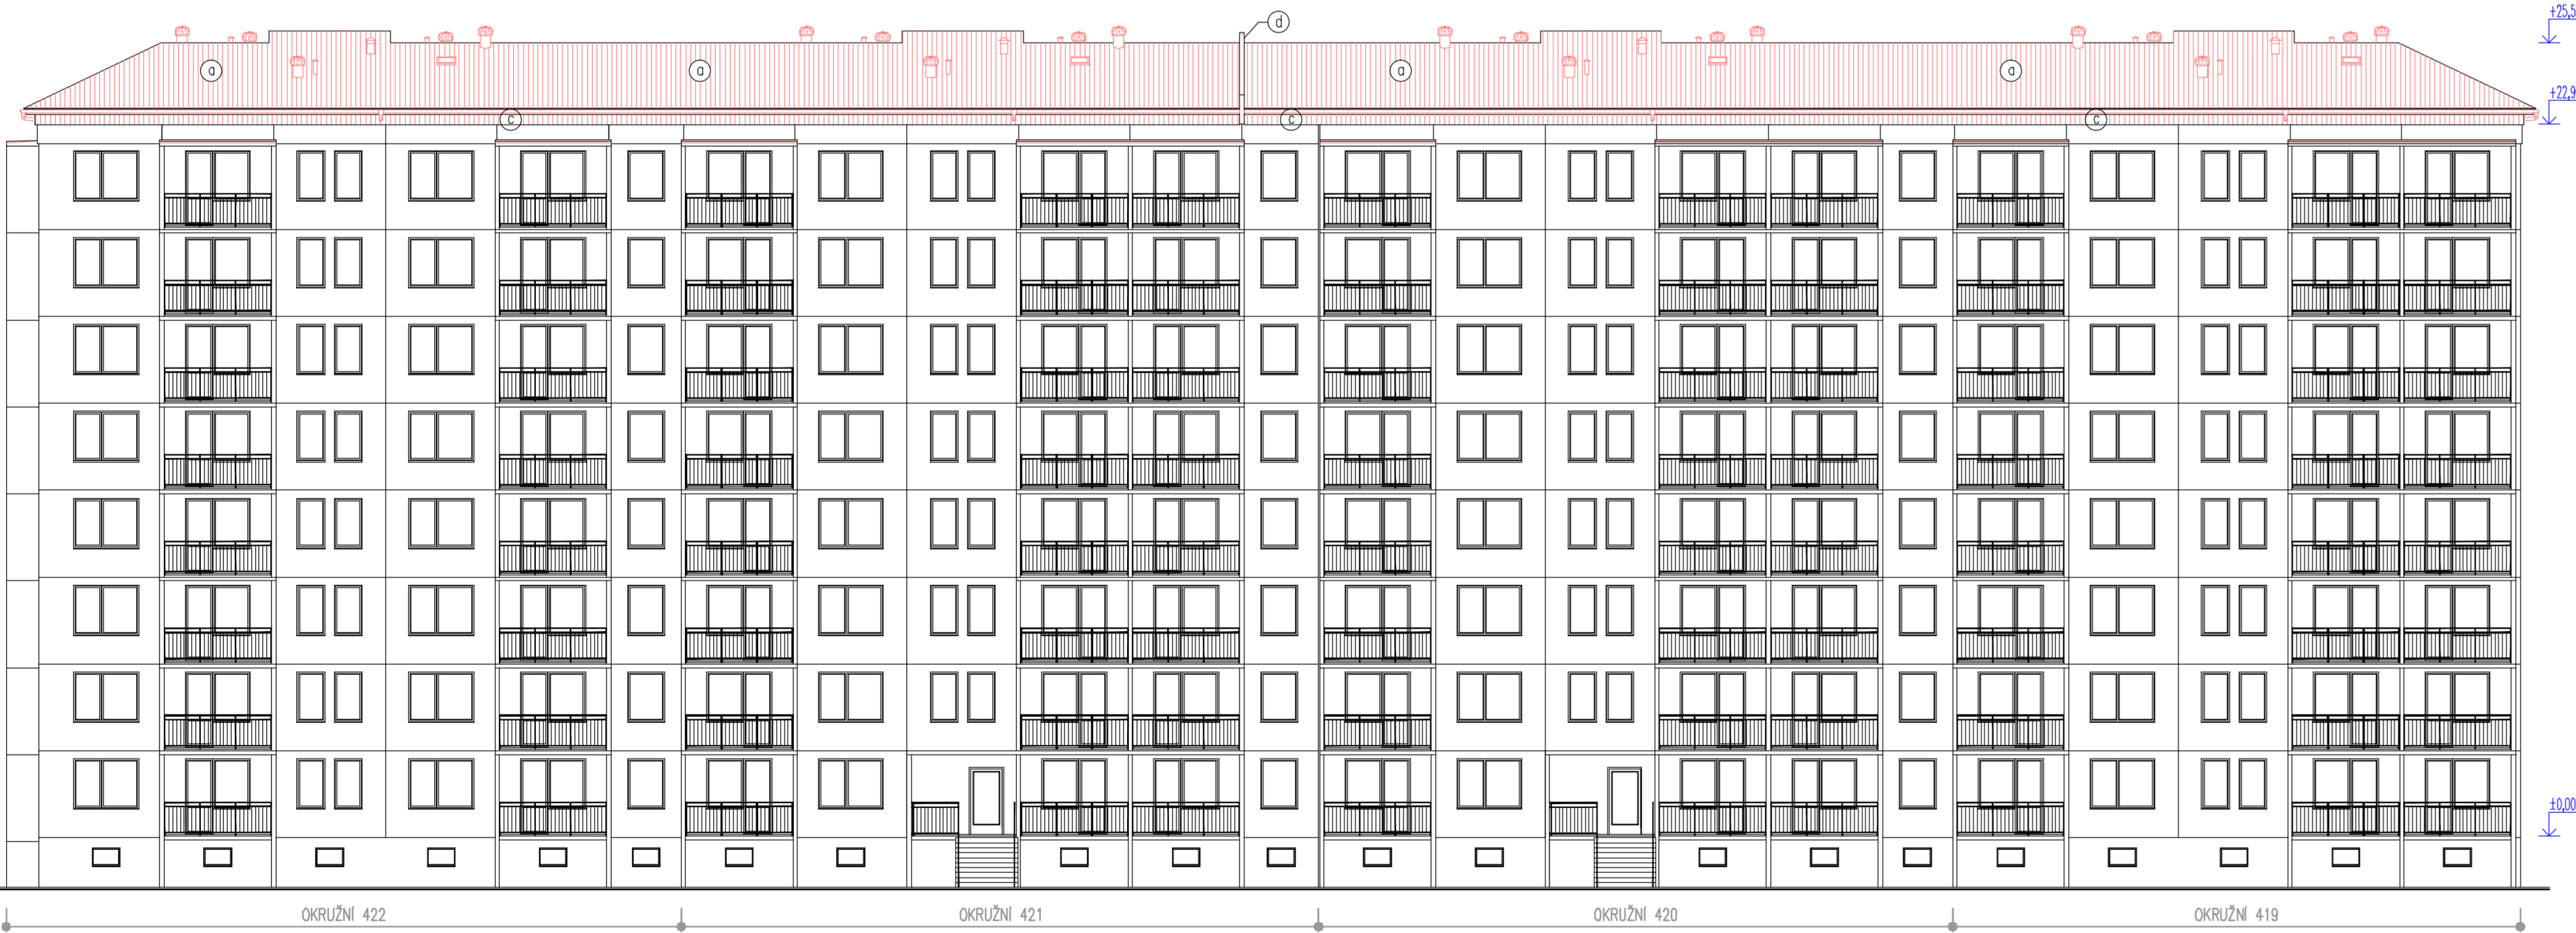 +25,5
d
a
a
a
a
+22,9
c
c
c
±0,00
OKRUŽNÍ 422
OKRUŽNÍ 421
OKRUŽNÍ 420
OKRUŽNÍ 419